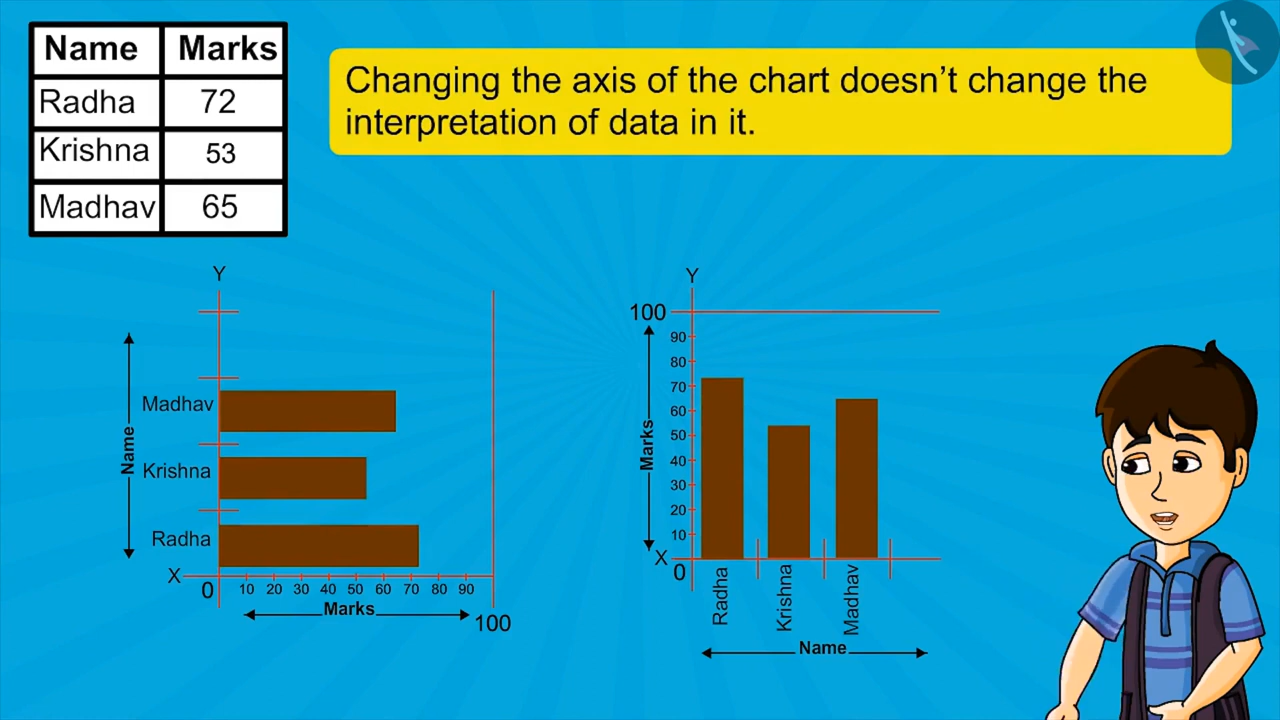 Name Marks
Radha 72
Krishna 53
Madhav 65
Changing the axis of the chart doesn’t change the
interpretation of data in it.
Y
Madhav
Krishna
Radha
Name
X
0 10 20 30 40 50 60 70 80 90
100
Marks
Y
100
90
80
70
60
50
40
30
20
10
Marks
X
0
Radha Krishna Madhav
Name